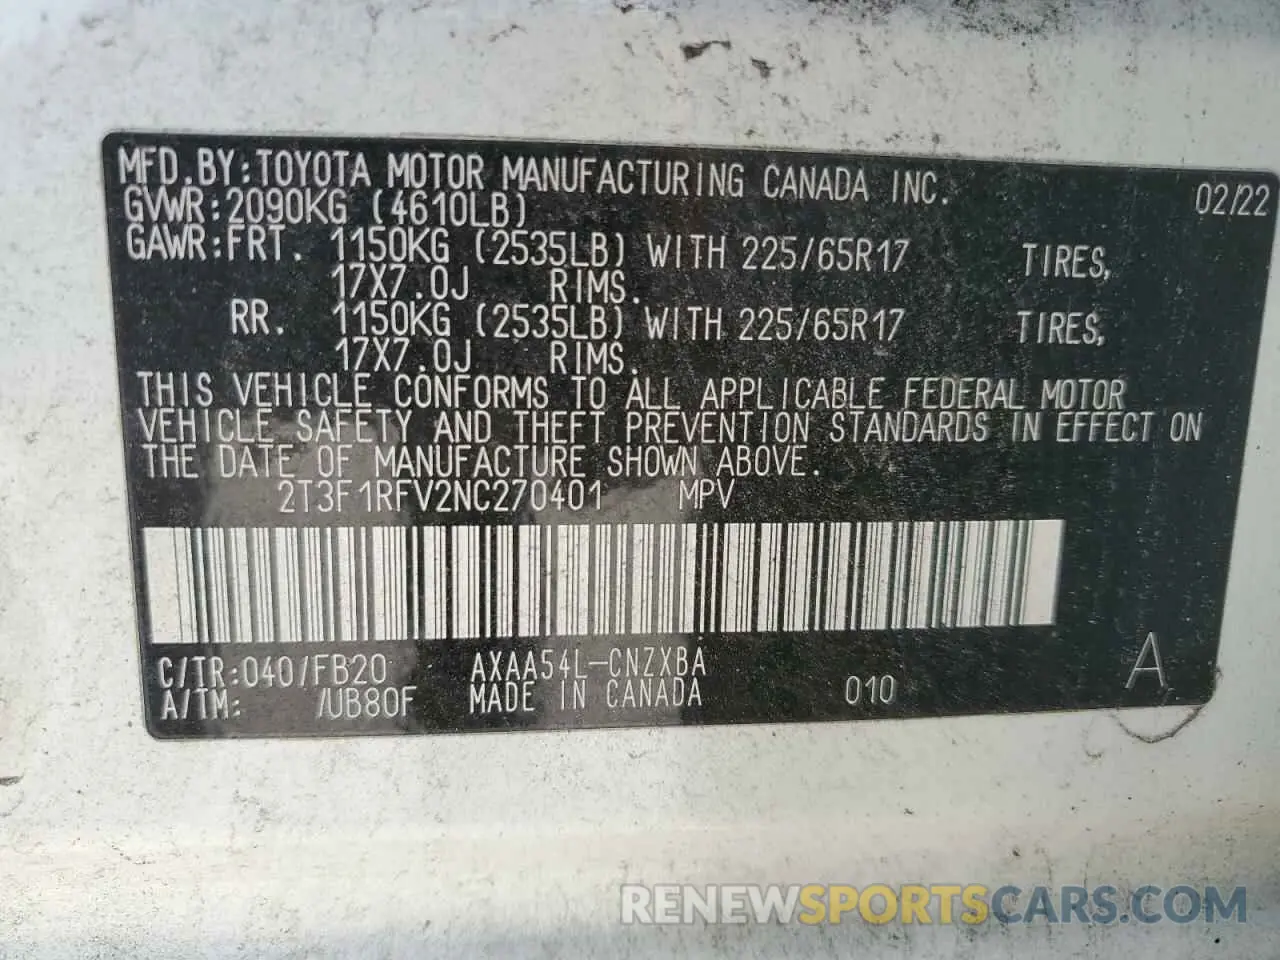 MFD.BY:TOYOTA MOTOR MANUFACTURING CANADA INC. 02/22
GVWR:2090KG (4610LB)
GAWR:FRT. 1150KG (2535LB) WITH 225/65R17 TIRES,
17X7.0J RIMS.
RR. 1150KG (2535LB) WITH 225/65R17 TIRES,
17X7.0J RIMS.
THIS VEHICLE CONFORMS TO ALL APPLICABLE FEDERAL MOTOR
VEHICLE SAFETY AND THEFT PREVENTION STANDARDS IN EFFECT ON
THE DATE OF MANUFACTURE SHOWN ABOVE.
2T3F1RFV2NC270401 MPV
C/TR:040/FB20 AXAA54L-CNZXBA A
A/TM: /UB80F MADE IN CANADA 010
RENEWSPORTSCARS.COM